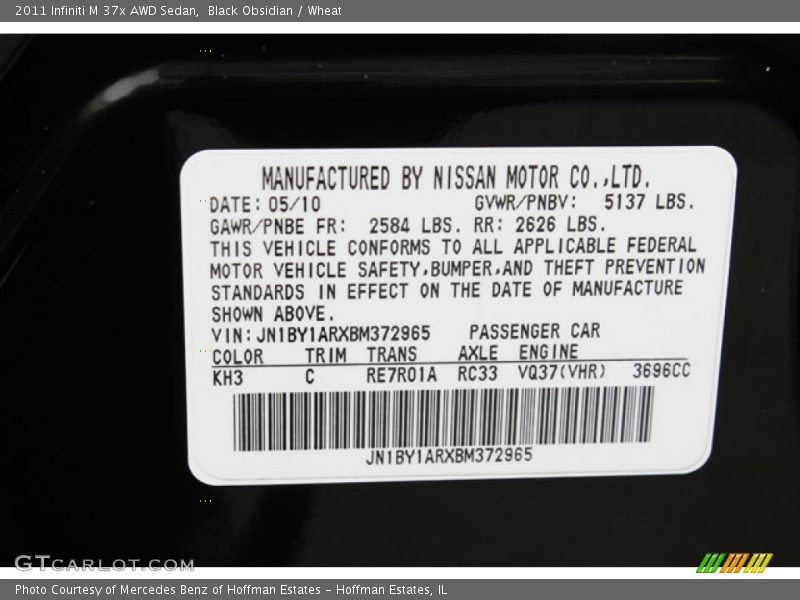 2011 Infiniti M 37x AWD Sedan,  Black Obsidian / Wheat
MANUFACTURED BY NISSAN MOTOR CO.,LTD.
DATE: 05/10 GVWR/PNBV: 5137 LBS.
GAWR/PNBE FR: 2584 LBS. RR: 2626 LBS.
THIS VEHICLE CONFORMS TO ALL APPLICABLE FEDERAL
MOTOR VEHICLE SAFETY,BUMPER,AND THEFT PREVENTION
STANDARDS IN EFFECT ON THE DATE OF MANUFACTURE
SHOWN ABOVE.
VIN: JN1BY1ARXBM372965 PASSENGER CAR
COLOR TRIM TRANS AXLE ENGINE
KH3 C RE7R01A RC33 VQ37(VHR) 3696CC
JN1BY1ARXBM372965
GTCARLOT.COM
Photo Courtesy of Mercedes Benz of Hoffman Estates - Hoffman Estates, IL